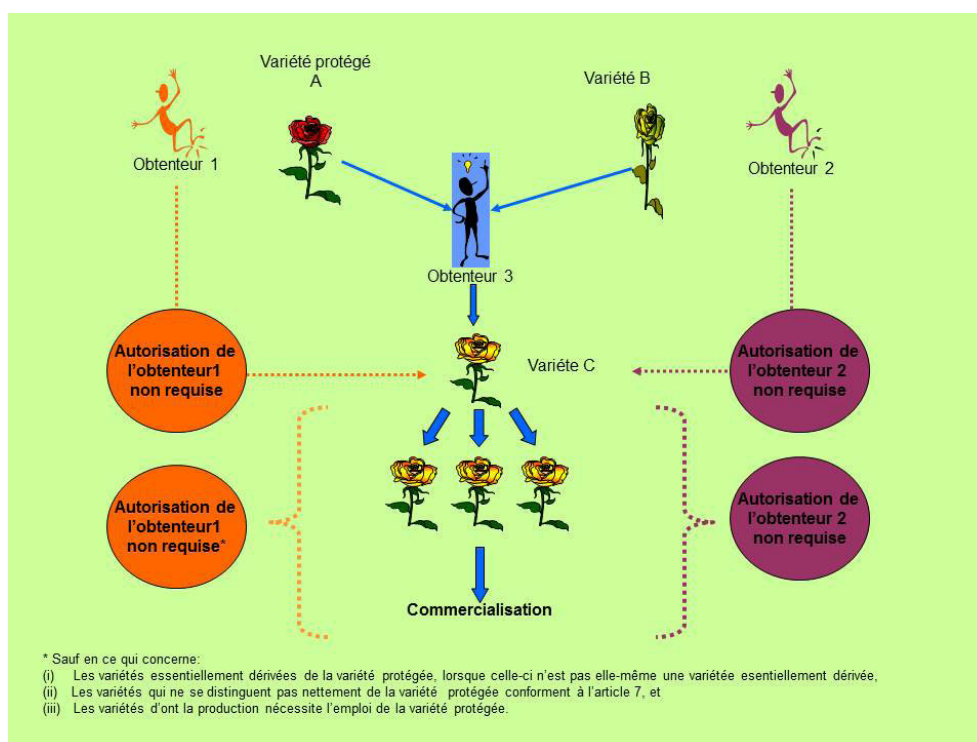 Variété protégé
A
Variété B
Obtenteur 1
Obtenteur 2
Obtenteur 3
Autorisation de
l'obtenteur1
non requise
Variéte C
Autorisation de
l'obtenteur 2
non requise
Autorisation de
l'obtenteur1
non requise*
Autorisation de
l'obtenteur 2
non requise
Commercialisation
* Sauf en ce qui concerne:
(i) Les variétés essentiellement dérivées de la variété protégée, lorsque celle-ci n'est pas elle-même une variétée esentiellement dérivée,
(ii) Les variétés qui ne se distinguent pas nettement de la variété protégée conforment à l'article 7, et
(iii) Les variétés d'ont la production nécessite l'emploi de la variété protégée.